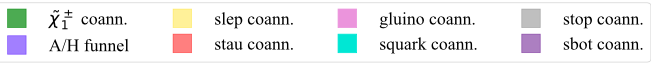 χ̃₁± coann. slep coann. gluino coann. stop coann.
A/H funnel stau coann. squark coann. sbot coann.